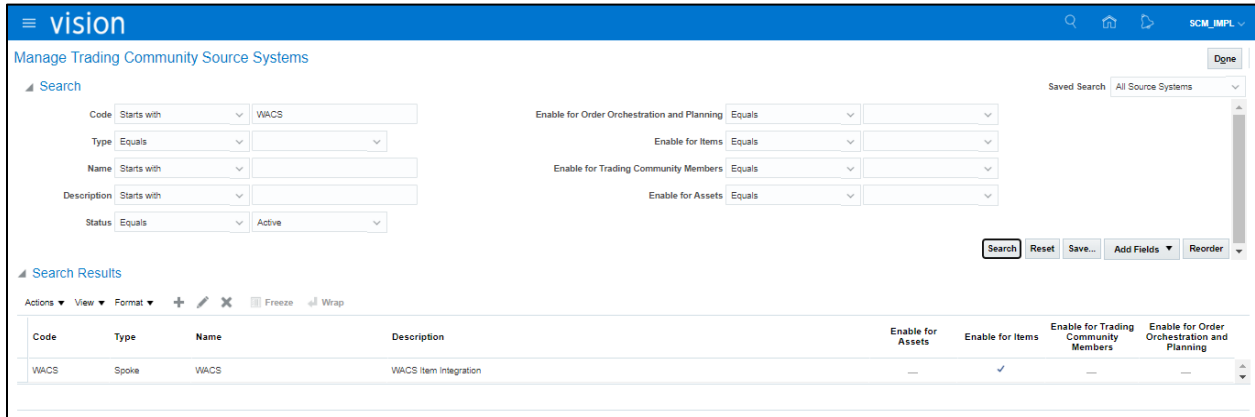 vision
SCM_IMPL
Manage Trading Community Source Systems
Done
Search
Saved Search All Source Systems
Code Starts with WACS Enable for Order Orchestration and Planning Equals
Type Equals Enable for Items Equals
Name Starts with Enable for Trading Community Members Equals
Description Starts with Enable for Assets Equals
Status Equals Active
Search Reset Save... Add Fields Reorder
Search Results
Actions View Format Freeze Wrap
Code Type Name Description Enable for Assets Enable for Items Enable for Trading Community Members Enable for Order Orchestration and Planning
WACS Spoke WACS WACS Item Integration